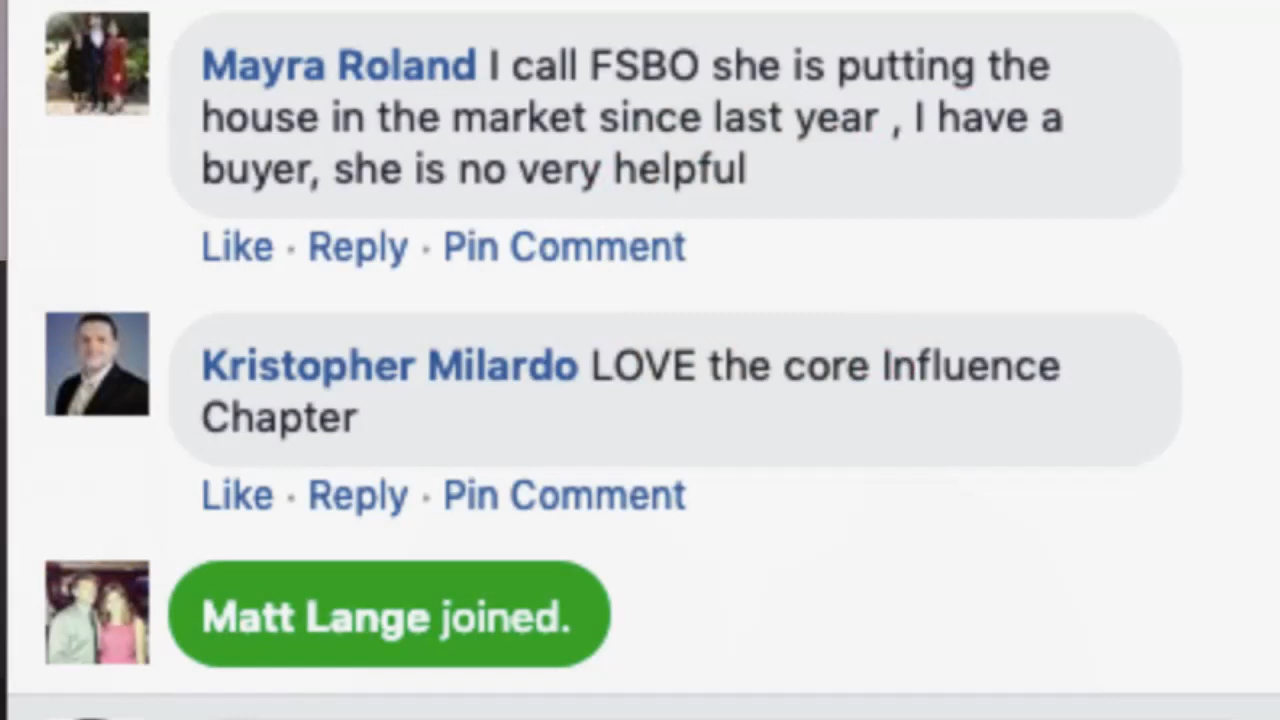 Mayra Roland I call FSBO she is putting the
house in the market since last year , I have a
buyer, she is no very helpful
Like · Reply · Pin Comment
Kristopher Milardo LOVE the core Influence
Chapter
Like · Reply · Pin Comment
Matt Lange joined.